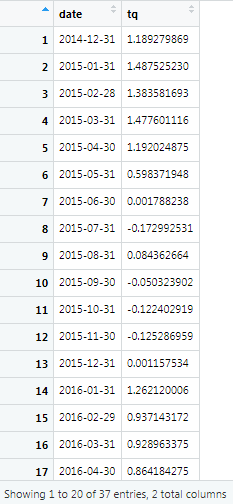 date tq
1 2014-12-31 1.189279869
2 2015-01-31 1.487525230
3 2015-02-28 1.383581693
4 2015-03-31 1.477601116
5 2015-04-30 1.192024875
6 2015-05-31 0.598371948
7 2015-06-30 0.001788238
8 2015-07-31 -0.172992531
9 2015-08-31 0.084362664
10 2015-09-30 -0.050323902
11 2015-10-31 -0.122402919
12 2015-11-30 -0.125286959
13 2015-12-31 0.001157534
14 2016-01-31 1.262120006
15 2016-02-29 0.937143172
16 2016-03-31 0.928963375
17 2016-04-30 0.864184275
Showing 1 to 20 of 37 entries, 2 total columns